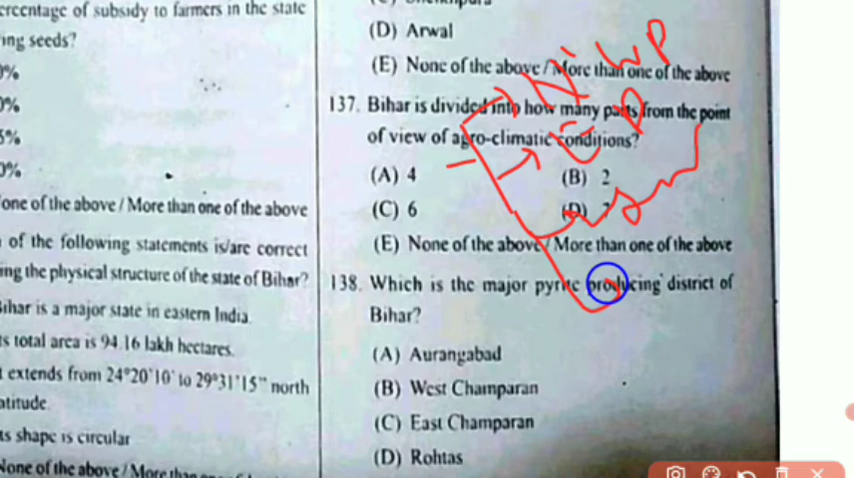 ercentage of subsidy to farmers in the state
ing seeds?
0%
0%
5%
0%
one of the above / More than one of the above
of the following statements is/are correct
ing the physical structure of the state of Bihar?
Bihar is a major state in eastern India.
ts total area is 94.16 lakh hectares.
t extends from 24°20'10" to 29°31'15" north
atitude.
ts shape is circular
None of the above / More than one of the
(D) Arwal
(E) None of the above / More than one of the above
137. Bihar is divided into how many parts from the point
of view of agro-climatic conditions?
(A) 4
(B) 2
(C) 6
(D)
(E) None of the above / More than one of the above
138. Which is the major pyrite producing district of
Bihar?
(A) Aurangabad
(B) West Champaran
(C) East Champaran
(D) Rohtas
NWP
EP